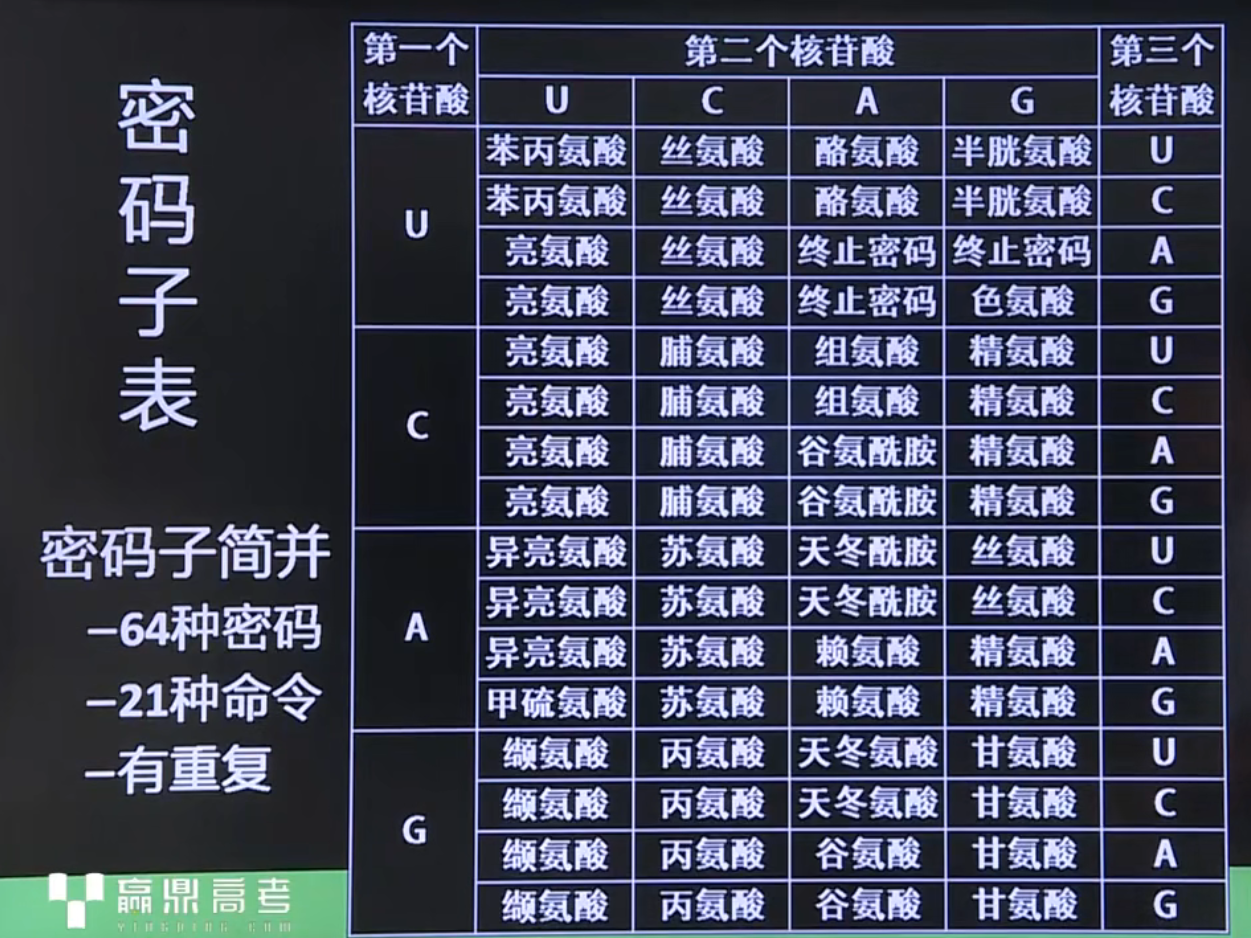 密码子表
密码子简并
–64种密码
–21种命令
–有重复
第一个核苷酸 第二个核苷酸 第三个核苷酸
U C A G
U 苯丙氨酸 丝氨酸 酪氨酸 半胱氨酸 U
苯丙氨酸 丝氨酸 酪氨酸 半胱氨酸 C
亮氨酸 丝氨酸 终止密码 终止密码 A
亮氨酸 丝氨酸 终止密码 色氨酸 G
C 亮氨酸 脯氨酸 组氨酸 精氨酸 U
亮氨酸 脯氨酸 组氨酸 精氨酸 C
亮氨酸 脯氨酸 谷氨酰胺 精氨酸 A
亮氨酸 脯氨酸 谷氨酰胺 精氨酸 G
A 异亮氨酸 苏氨酸 天冬酰胺 丝氨酸 U
异亮氨酸 苏氨酸 天冬酰胺 丝氨酸 C
异亮氨酸 苏氨酸 赖氨酸 精氨酸 A
甲硫氨酸 苏氨酸 赖氨酸 精氨酸 G
G 缬氨酸 丙氨酸 天冬氨酸 甘氨酸 U
缬氨酸 丙氨酸 天冬氨酸 甘氨酸 C
缬氨酸 丙氨酸 谷氨酸 甘氨酸 A
缬氨酸 丙氨酸 谷氨酸 甘氨酸 G
赢鼎高考
YINGDING.COM